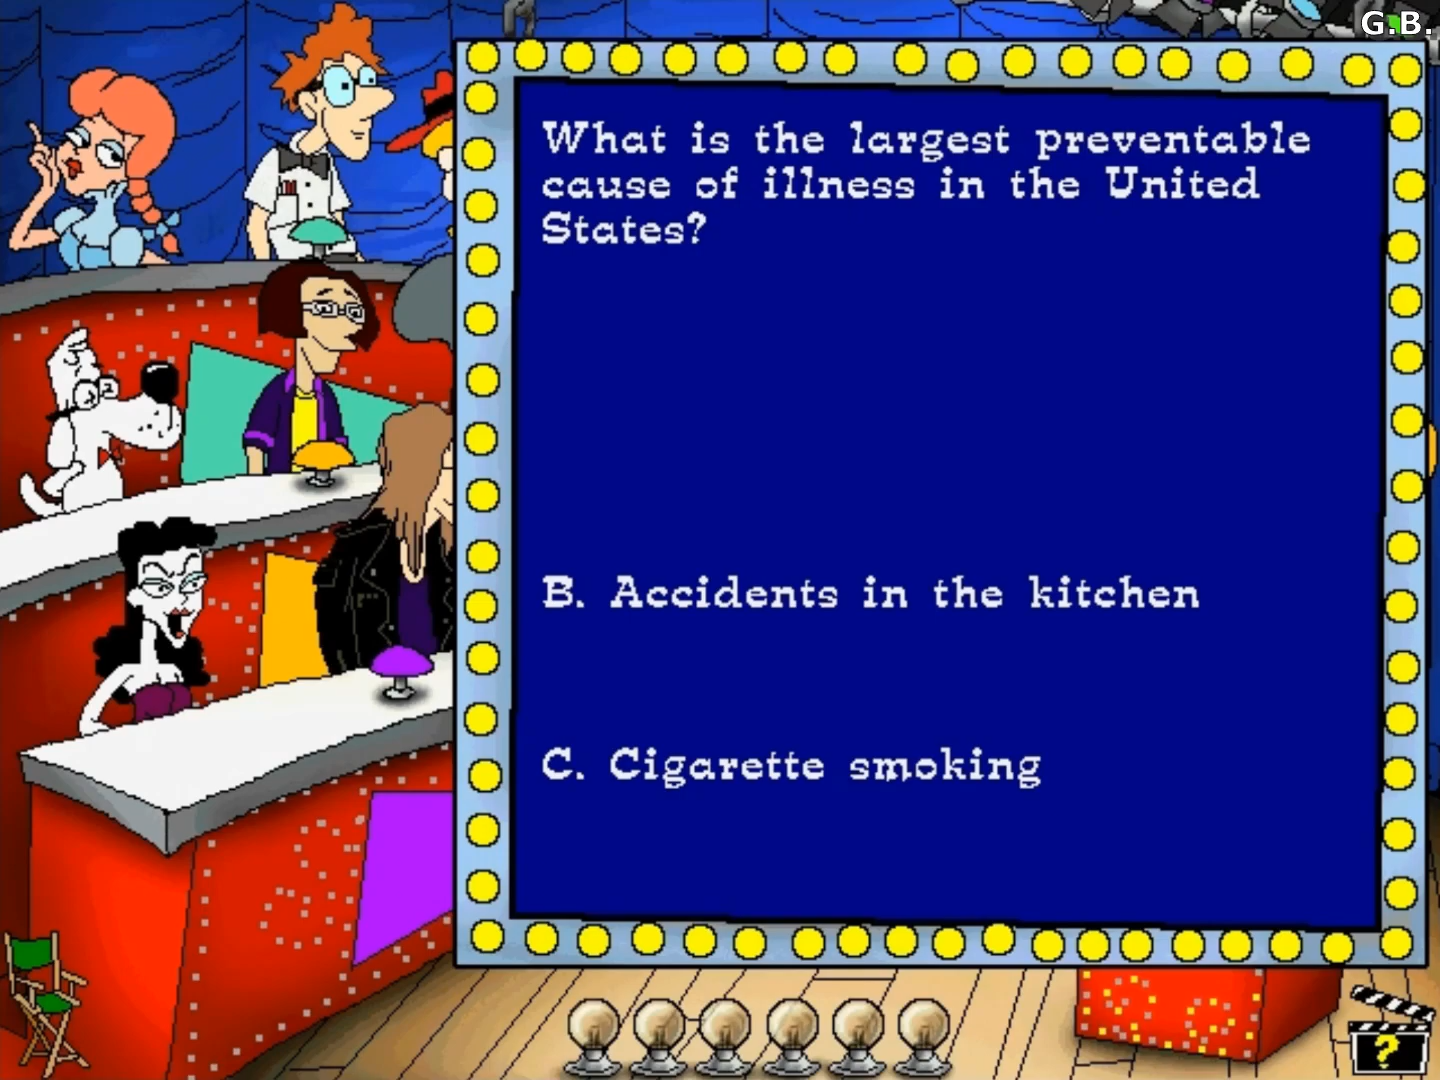 G.B.
What is the largest preventable
cause of illness in the United
States?
B. Accidents in the kitchen
C. Cigarette smoking
?